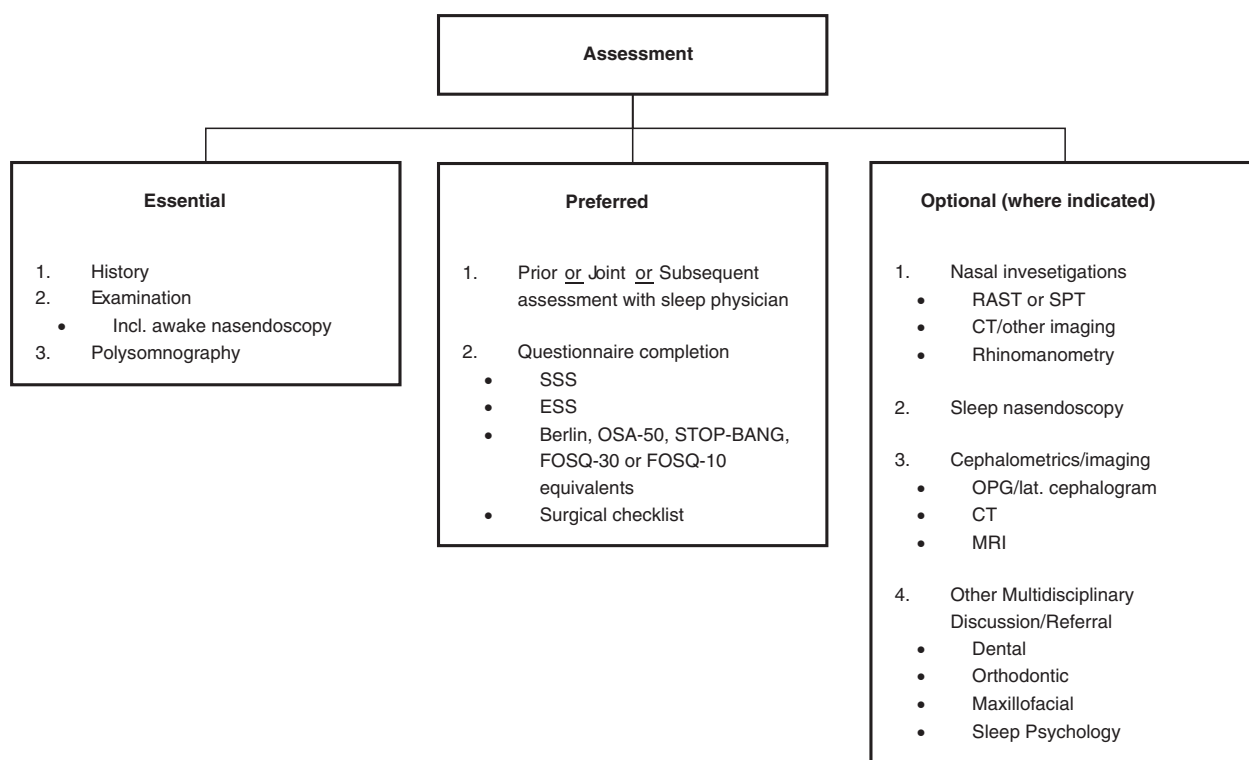 Assessment
Essential
1. History
2. Examination
• Incl. awake nasendoscopy
3. Polysomnography
Preferred
1. Prior or Joint or Subsequent
assessment with sleep physician
2. Questionnaire completion
• SSS
• ESS
• Berlin, OSA-50, STOP-BANG,
FOSQ-30 or FOSQ-10
equivalents
• Surgical checklist
Optional (where indicated)
1. Nasal invesetigations
• RAST or SPT
• CT/other imaging
• Rhinomanometry
2. Sleep nasendoscopy
3. Cephalometrics/imaging
• OPG/lat. cephalogram
• CT
• MRI
4. Other Multidisciplinary
Discussion/Referral
• Dental
• Orthodontic
• Maxillofacial
• Sleep Psychology